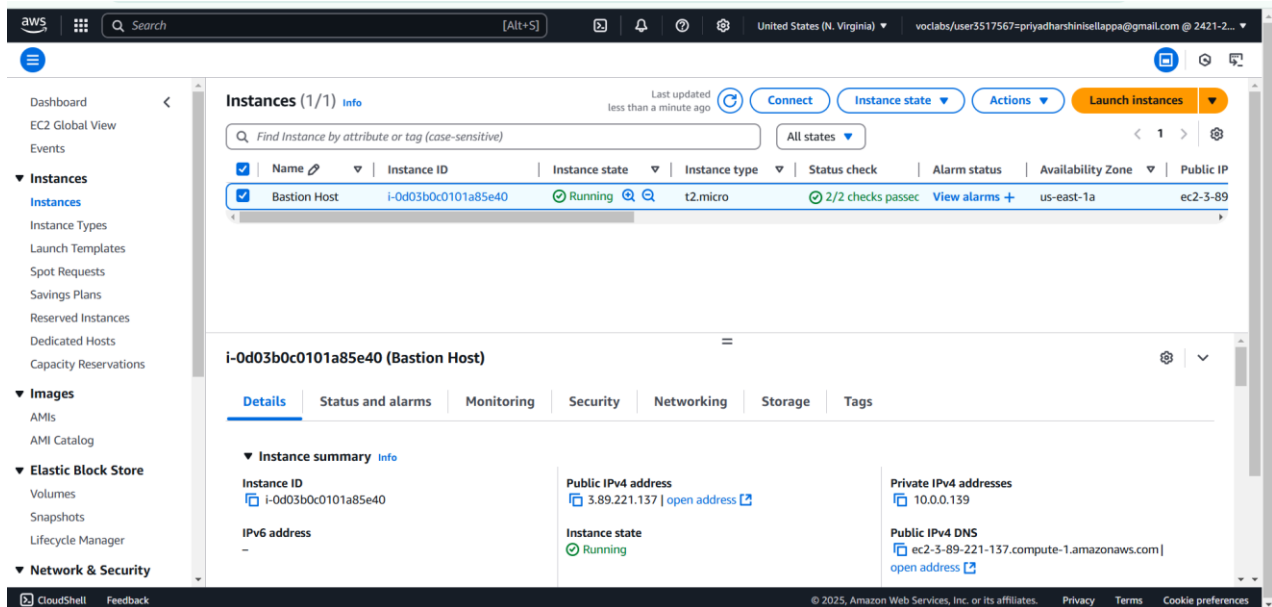 aws
Search [Alt+S] United States (N. Virginia) voclabs/user3517567=priyadharshinisellappa@gmail.com @ 2421-2...
Dashboard
EC2 Global View
Events
Instances
Instances
Instance Types
Launch Templates
Spot Requests
Savings Plans
Reserved Instances
Dedicated Hosts
Capacity Reservations
Images
AMIs
AMI Catalog
Elastic Block Store
Volumes
Snapshots
Lifecycle Manager
Network & Security
Instances (1/1) Info
Last updated
less than a minute ago
Connect Instance state Actions Launch instances
Find Instance by attribute or tag (case-sensitive) All states 1
Name Instance ID Instance state Instance type Status check Alarm status Availability Zone Public IP
Bastion Host i-0d03b0c0101a85e40 Running t2.micro 2/2 checks passec View alarms + us-east-1a ec2-3-89
i-0d03b0c0101a85e40 (Bastion Host)
Details Status and alarms Monitoring Security Networking Storage Tags
Instance summary Info
Instance ID
i-0d03b0c0101a85e40
Public IPv4 address
3.89.221.137 | open address
Private IPv4 addresses
10.0.0.139
IPv6 address
–
Instance state
Running
Public IPv4 DNS
ec2-3-89-221-137.compute-1.amazonaws.com |
open address
CloudShell Feedback © 2025, Amazon Web Services, Inc. or its affiliates. Privacy Terms Cookie preferences